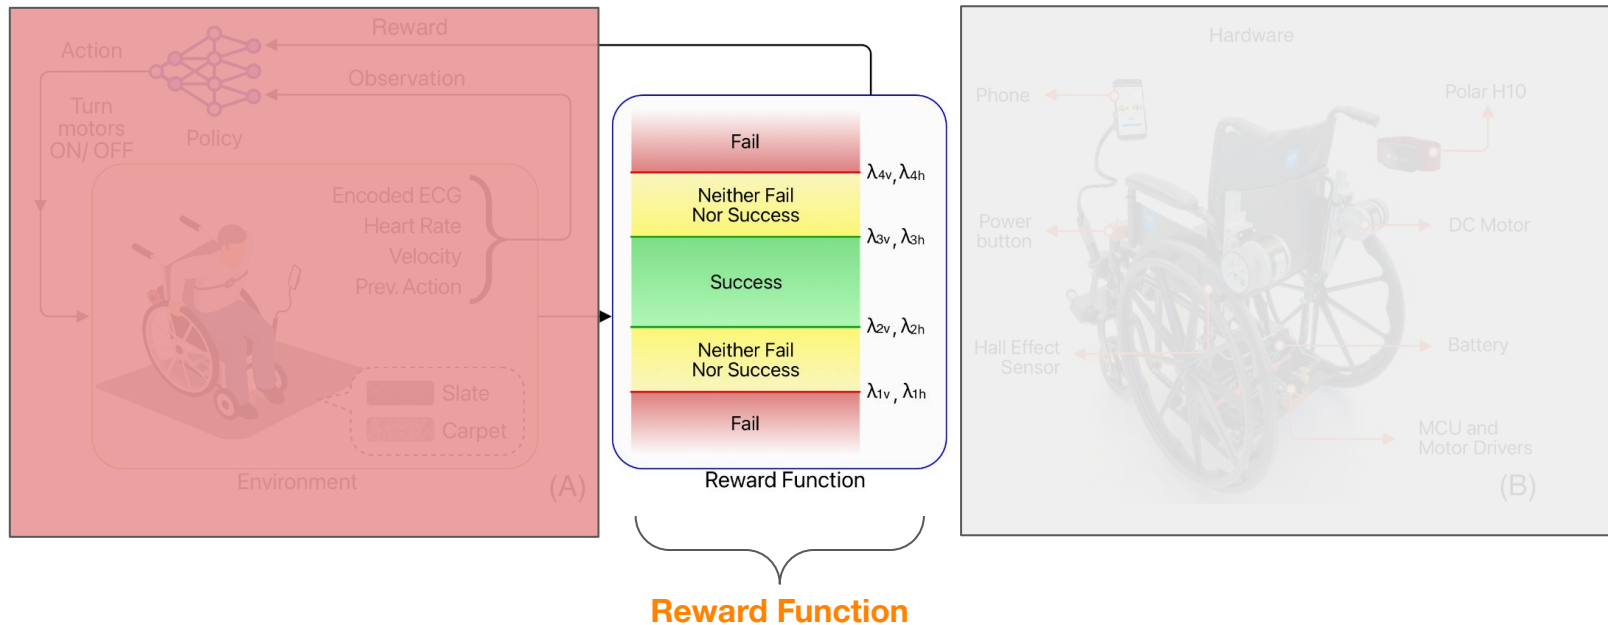 Reward
Action
Observation
Turn
motors
ON/ OFF
Policy
Encoded ECG
Heart Rate
Velocity
Prev. Action
Slate
Carpet
Environment
(A)
Fail
λ4v, λ4h
Neither Fail
Nor Success
λ3v, λ3h
Success
λ2v, λ2h
Neither Fail
Nor Success
λ1v, λ1h
Fail
Reward Function
Reward Function
Hardware
Phone
Polar H10
Power
button
DC Motor
Hall Effect
Sensor
Battery
MCU and
Motor Drivers
(B)